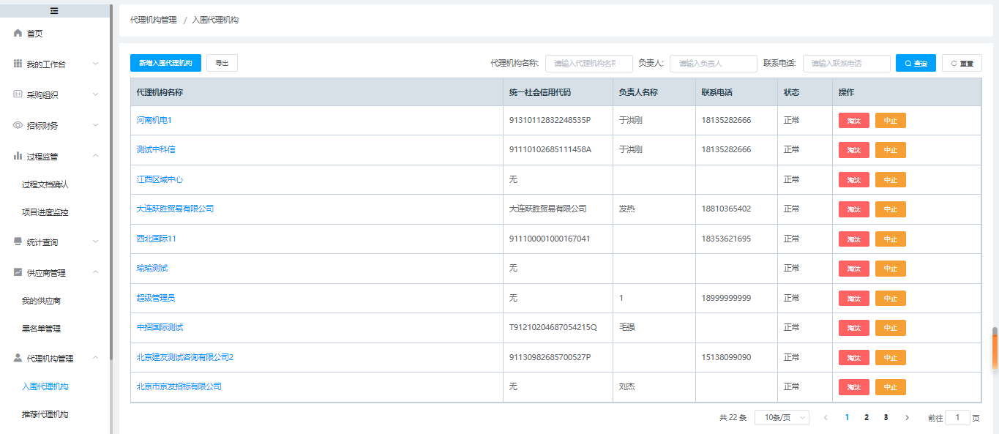 首页
我的工作台
采购组织
招标财务
过程监管
过程文档确认
项目进度监控
统计查询
供应商管理
我的供应商
黑名单管理
代理机构管理
入围代理机构
推荐代理机构
代理机构管理 / 入围代理机构
新增入围代理机构 导出 代理机构名称: 请输入代理机构名称 负责人: 请输入负责人 联系电话: 请输入联系电话 查询 重置
代理机构名称 统一社会信用代码 负责人名称 联系电话 状态 操作
河南机电1 91310112832248535P 于洪刚 18135282666 正常 淘汰 中止
测试中科信 91110102685111458A 于洪刚 18135282666 正常 淘汰 中止
江西区域中心 无 正常 淘汰 中止
大连跃胜贸易有限公司 大连跃胜贸易有限公司 发热 18810365402 正常 淘汰 中止
西北国际11 911100001000167041 18353621695 正常 淘汰 中止
瑜瑜测试 无 正常 淘汰 中止
超级管理员 无 1 18999999999 正常 淘汰 中止
中招国际测试 T91210204687054215Q 毛强 正常 淘汰 中止
北京建友测试咨询有限公司2 91130982685700527P 15138099090 正常 淘汰 中止
北京市京发招标有限公司 无 刘杰 正常 淘汰 中止
共 22 条 10条/页 1 2 3 前往 1 页